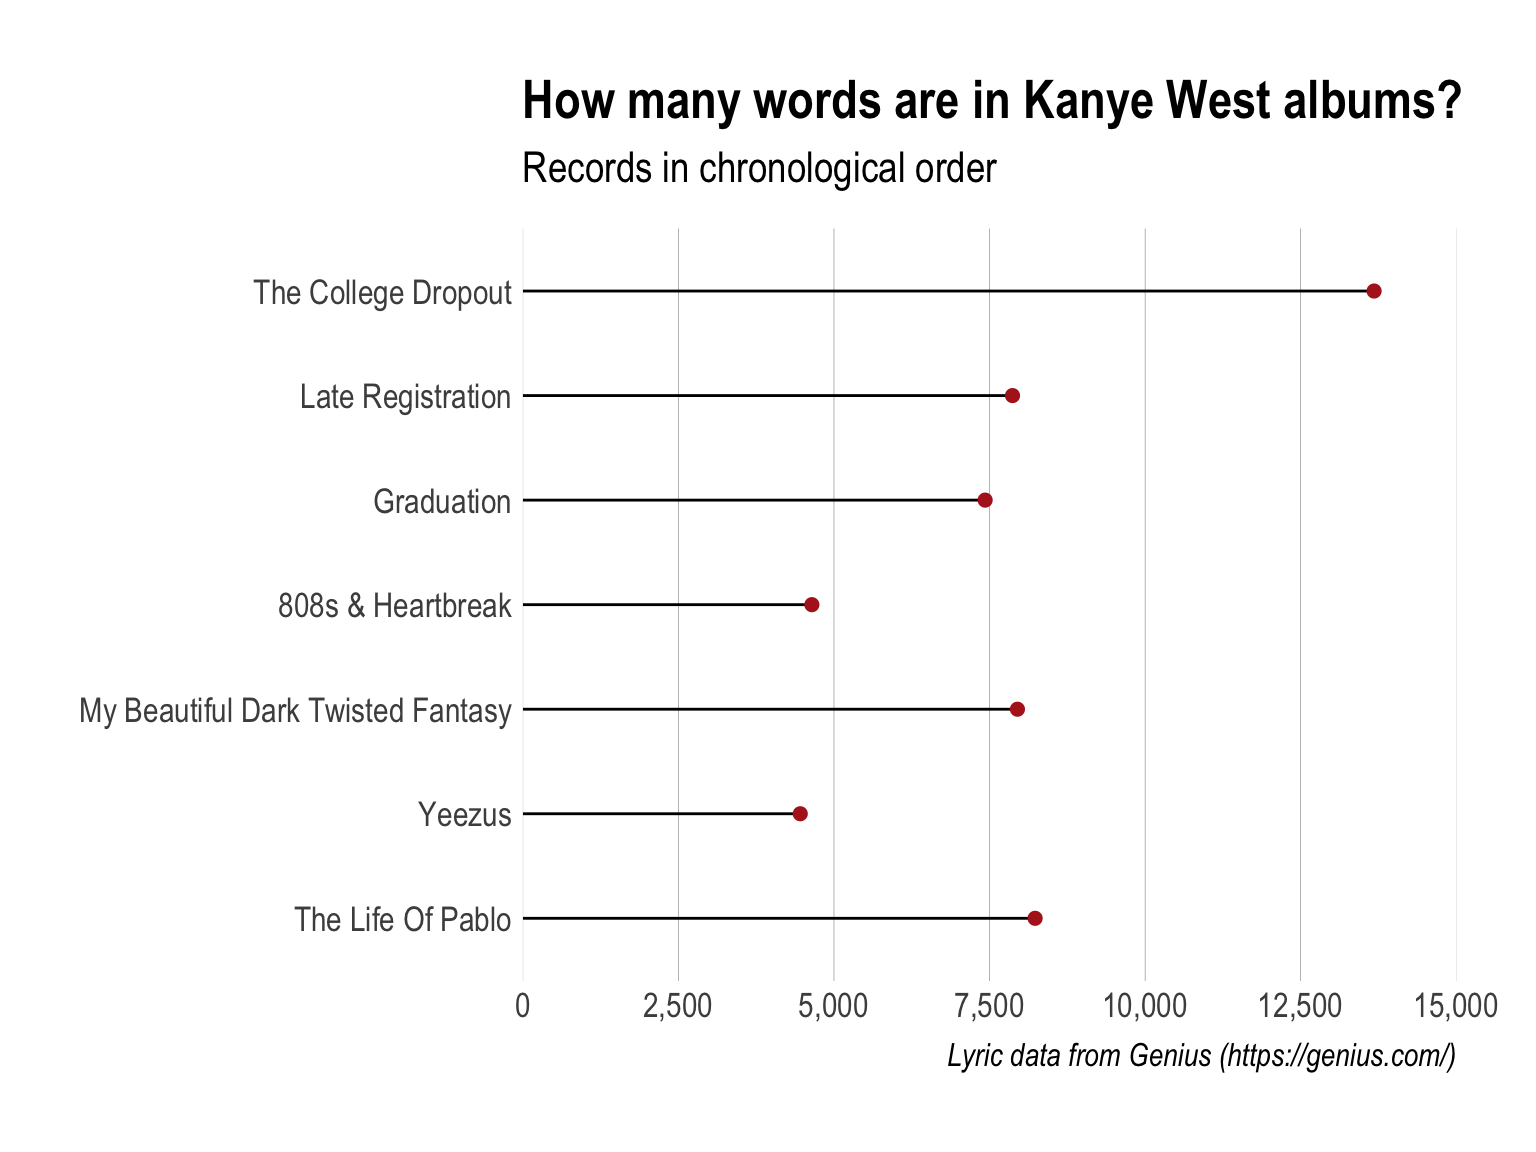 How many words are in Kanye West albums?
Records in chronological order
The College Dropout
Late Registration
Graduation
808s & Heartbreak
My Beautiful Dark Twisted Fantasy
Yeezus
The Life Of Pablo
0 2,500 5,000 7,500 10,000 12,500 15,000
Lyric data from Genius (https://genius.com/)